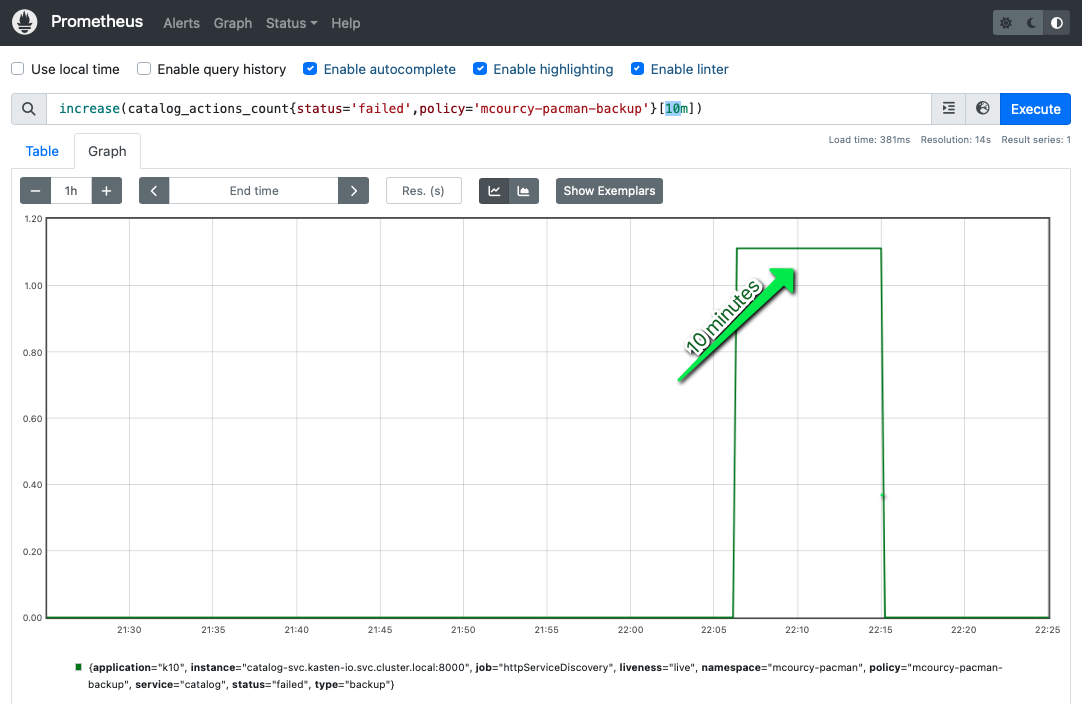 Prometheus Alerts Graph Status Help
Use local time Enable query history Enable autocomplete Enable highlighting Enable linter
increase(catalog_actions_count{status='failed',policy='mcourcy-pacman-backup'}[10m]) Execute
Load time: 381ms Resolution: 14s Result series: 1
Table Graph
− 1h + End time Res. (s) Show Exemplars
1.20
1.00
0.80
0.60
0.40
0.20
0.00
10 minutes
21:30 21:35 21:40 21:45 21:50 21:55 22:00 22:05 22:10 22:15 22:20 22:25
{application="k10", instance="catalog-svc.kasten-io.svc.cluster.local:8000", job="httpServiceDiscovery", liveness="live", namespace="mcourcy-pacman", policy="mcourcy-pacman-
backup", service="catalog", status="failed", type="backup"}